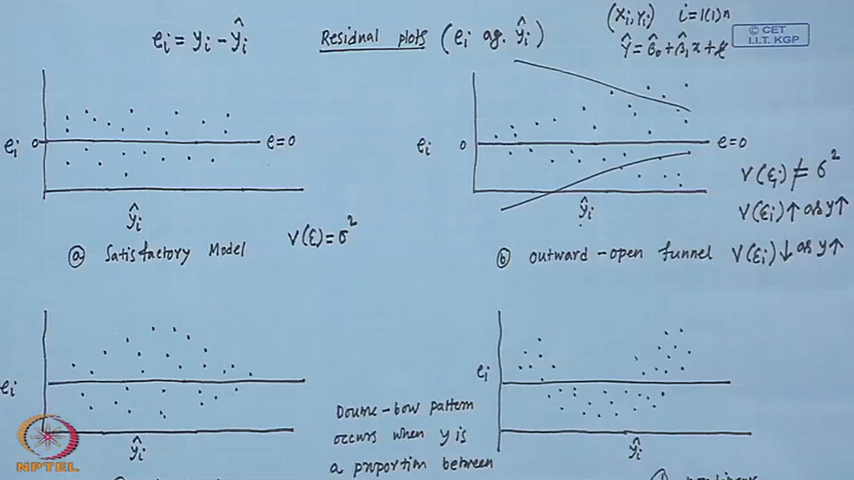 eᵢ = yᵢ − ŷᵢ
Residual plots (eᵢ ag. ŷᵢ)
(xᵢ, Yᵢ) i = 1(1)n
Ŷ = β̂₀ + β̂₁x + ε
© CET
I.I.T. KGP
eᵢ 0 e = 0
ŷᵢ
ⓐ Satisfactory Model V(ε) = σ²
eᵢ 0 e = 0
ŷᵢ
V(εᵢ) ≠ σ²
V(εᵢ) ↑ as y ↑
ⓑ outward-open funnel V(εᵢ) ↓ as y ↑
eᵢ
ŷᵢ
Double-bow pattern
occurs when y is
a proportion between
eᵢ
ŷᵢ
NPTEL